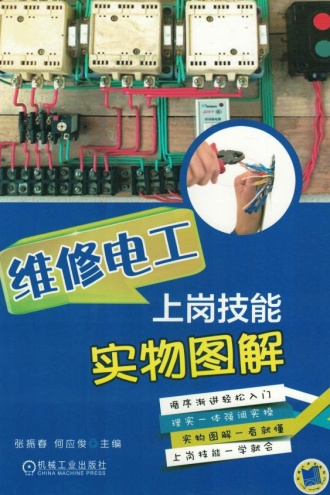 维修电工
上岗技能
实物图解
循序渐进轻松入门
理实一体强调实操
实物图解一看就懂
上岗技能一学就会
张振春 何应俊 主编
机械工业出版社
CHINA MACHINE PRESS